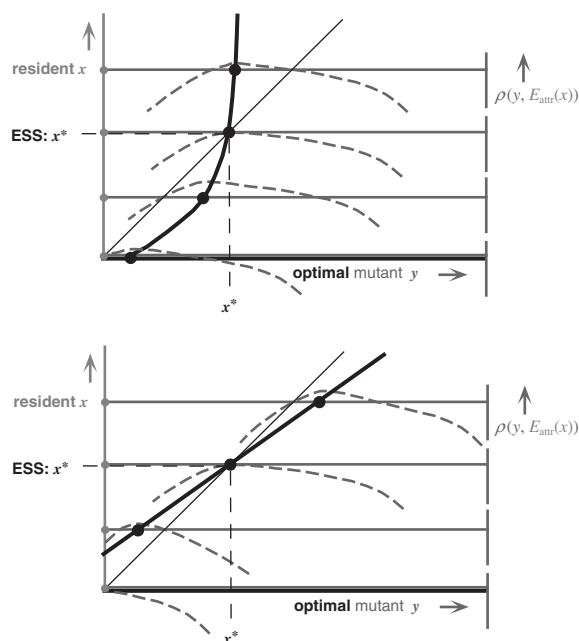 resident x
ρ(y, E_attr(x))
ESS: x*
optimal mutant y
x*
resident x
ρ(y, E_attr(x))
ESS: x*
optimal mutant y
x*